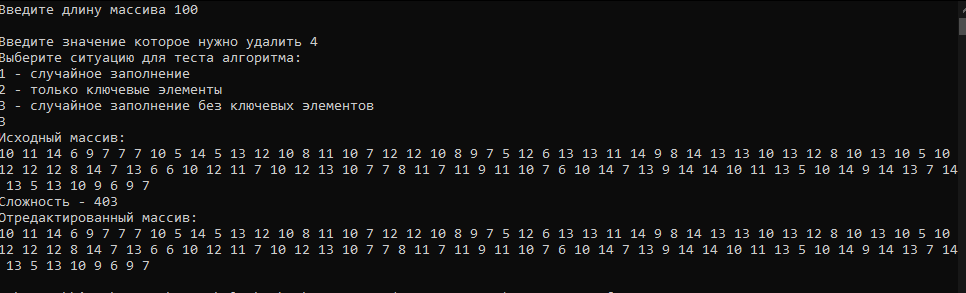 Введите длину массива 100
Введите значение которое нужно удалить 4
Выберите ситуацию для теста алгоритма:
1 - случайное заполнение
2 - только ключевые элементы
3 - случайное заполнение без ключевых элементов
3
Исходный массив:
10 11 14 6 9 7 7 7 10 5 14 5 13 12 10 8 11 10 7 12 12 10 8 9 7 5 12 6 13 13 11 14 9 8 14 13 13 10 13 12 8 10 13 10 5 10
12 12 12 8 14 7 13 6 6 10 12 11 7 10 12 13 10 7 7 8 11 7 11 9 11 10 7 6 10 14 7 13 9 14 14 10 11 13 5 10 14 9 14 13 7 14
13 5 13 10 9 6 9 7
Сложность - 403
Отредактированный массив:
10 11 14 6 9 7 7 7 10 5 14 5 13 12 10 8 11 10 7 12 12 10 8 9 7 5 12 6 13 13 11 14 9 8 14 13 13 10 13 12 8 10 13 10 5 10
12 12 12 8 14 7 13 6 6 10 12 11 7 10 12 13 10 7 7 8 11 7 11 9 11 10 7 6 10 14 7 13 9 14 14 10 11 13 5 10 14 9 14 13 7 14
13 5 13 10 9 6 9 7